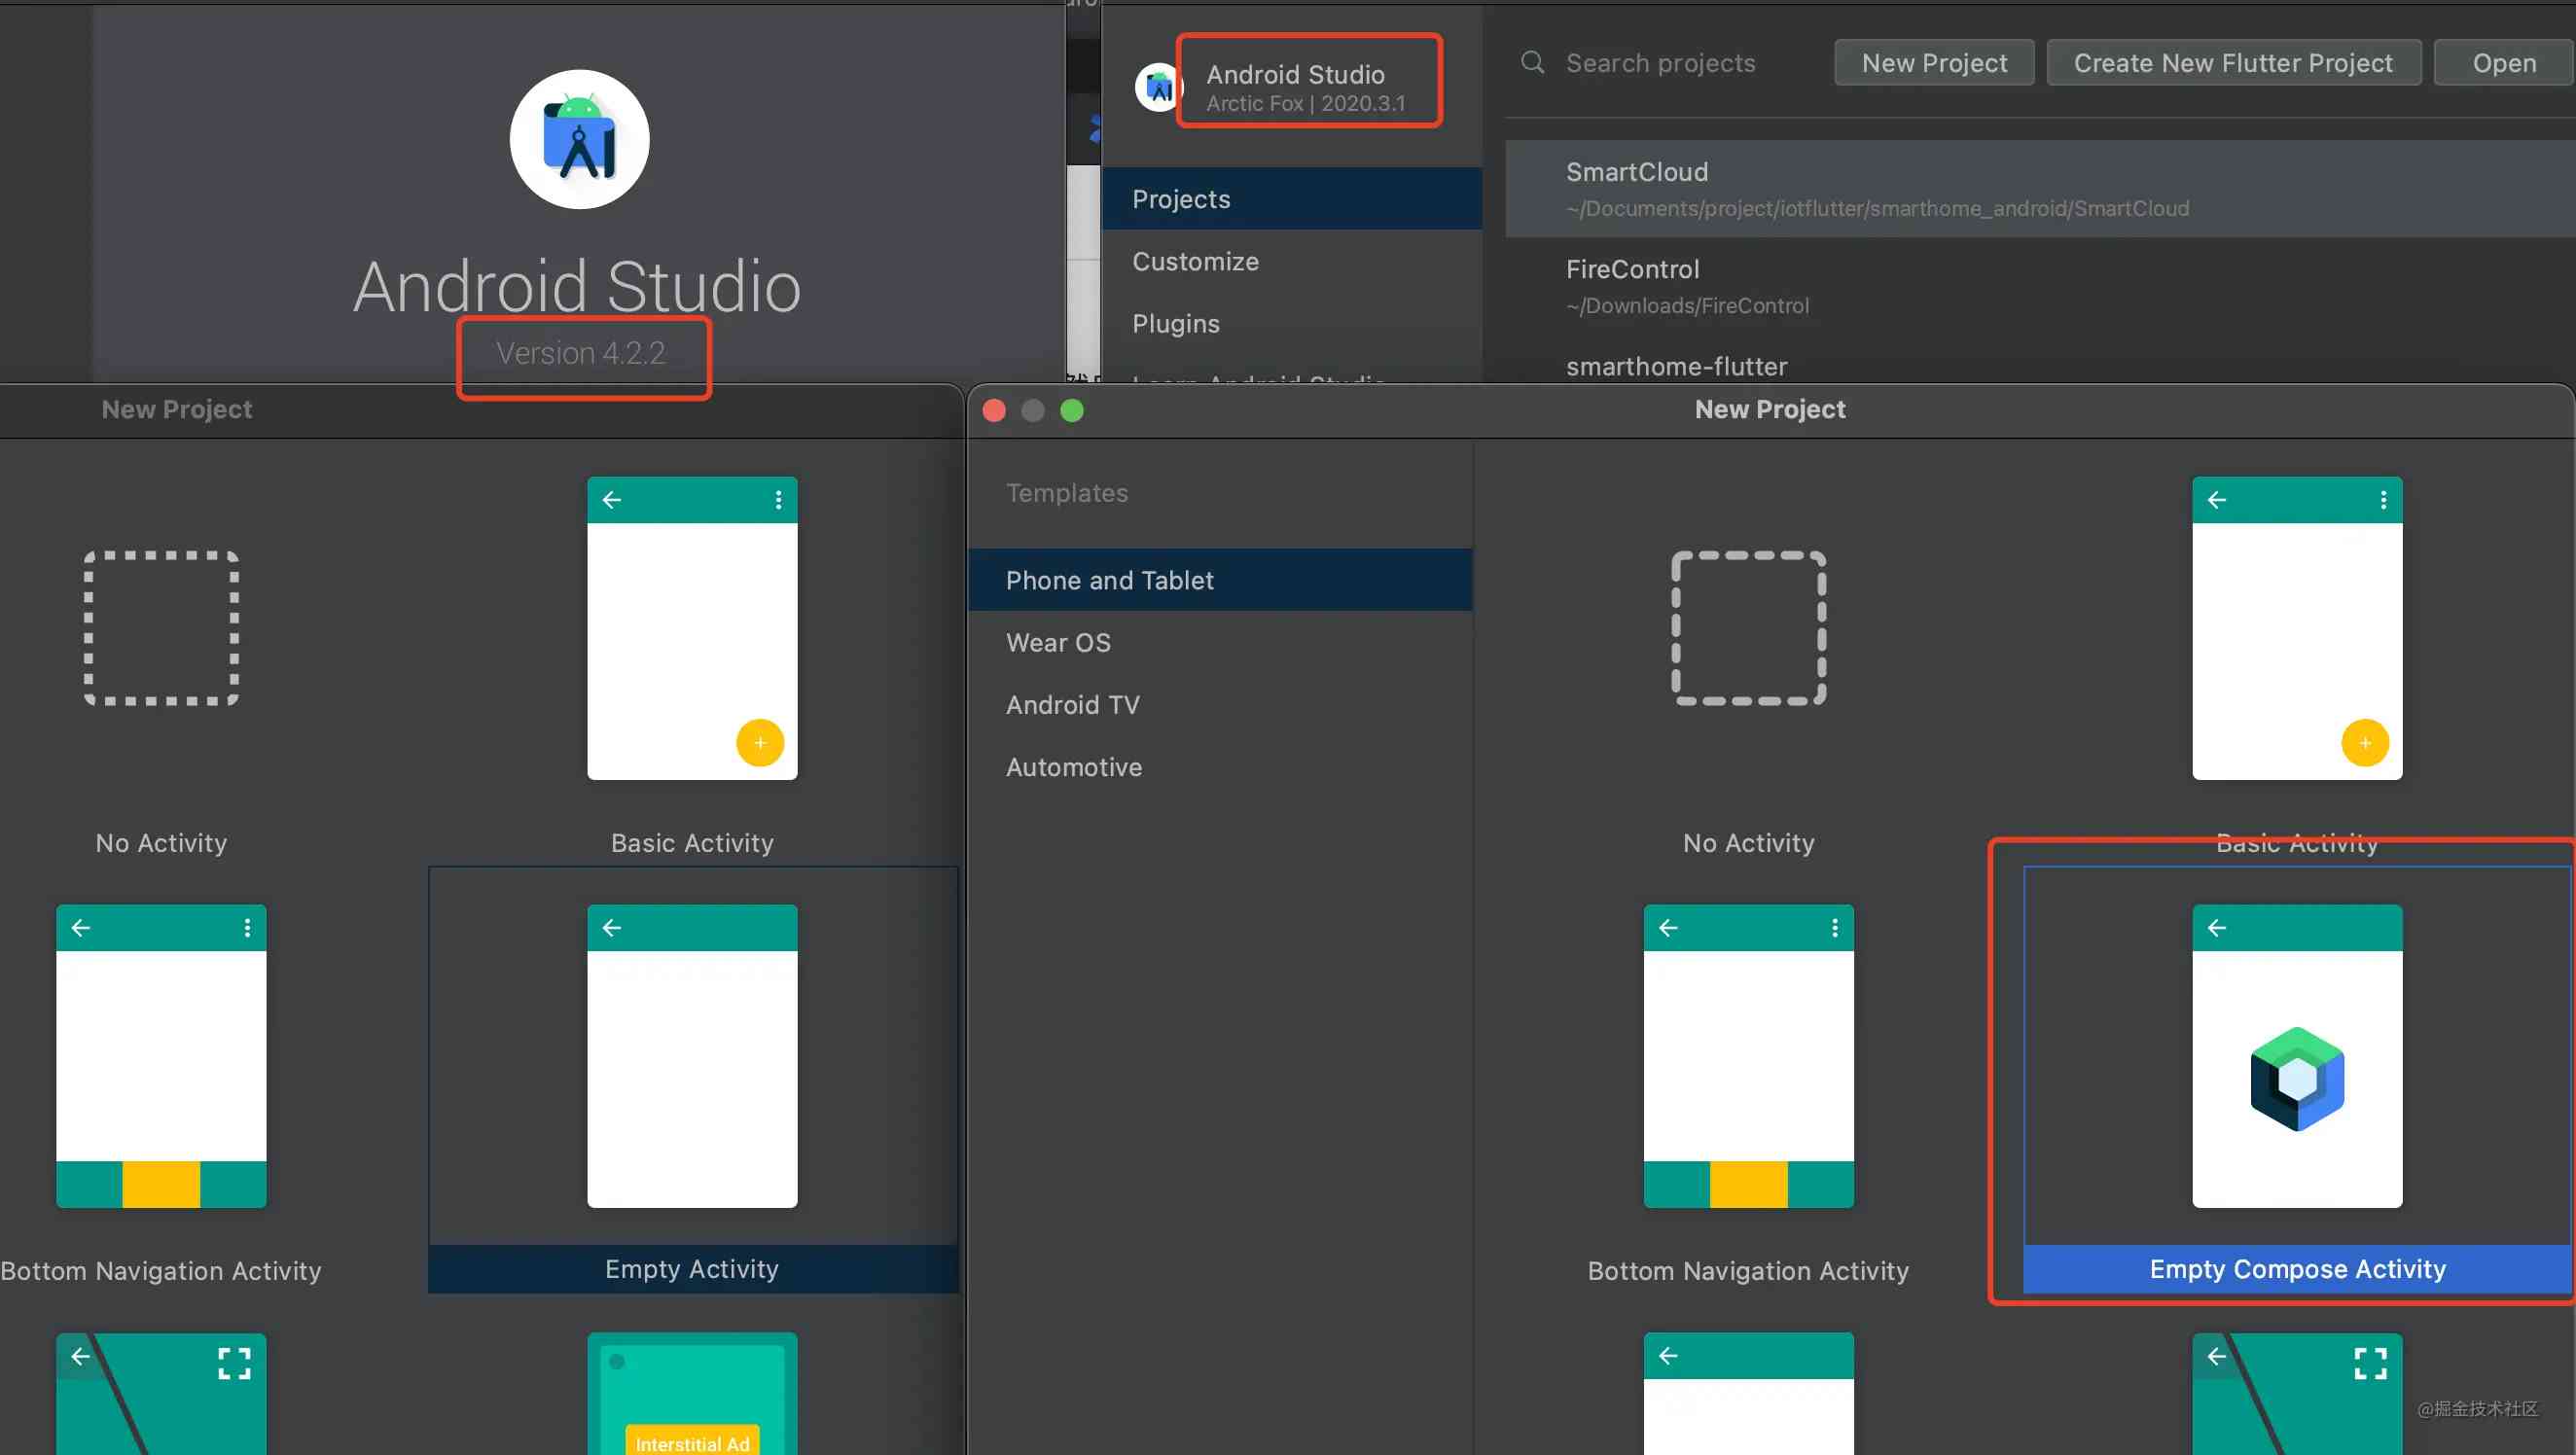 Android Studio
Version 4.2.2
Android Studio
Arctic Fox | 2020.3.1
Search projects
New Project
Create New Flutter Project
Open
Projects
Customize
Plugins
Learn Android Studio
SmartCloud
~/Documents/project/iotflutter/smarthome_android/SmartCloud
FireControl
~/Downloads/FireControl
smarthome-flutter
New Project
No Activity
Basic Activity
Bottom Navigation Activity
Empty Activity
Interstitial Ad
New Project
Templates
Phone and Tablet
Wear OS
Android TV
Automotive
No Activity
Basic Activity
Bottom Navigation Activity
Empty Compose Activity
@掘金技术社区